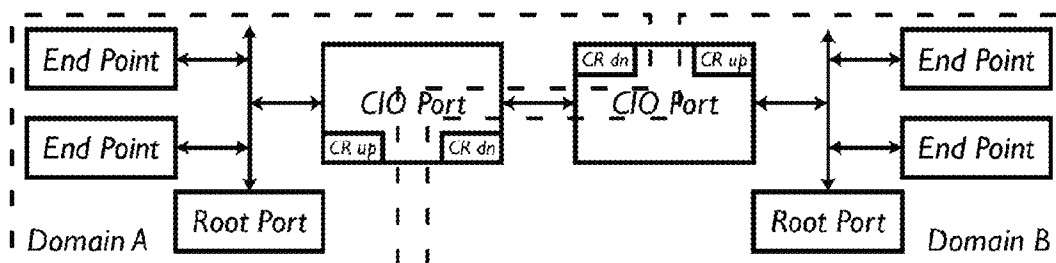 End Point
End Point
Root Port
Domain A
CIO Port
CR up
CR dn
CR dn
CR up
CIO Port
End Point
End Point
Root Port
Domain B